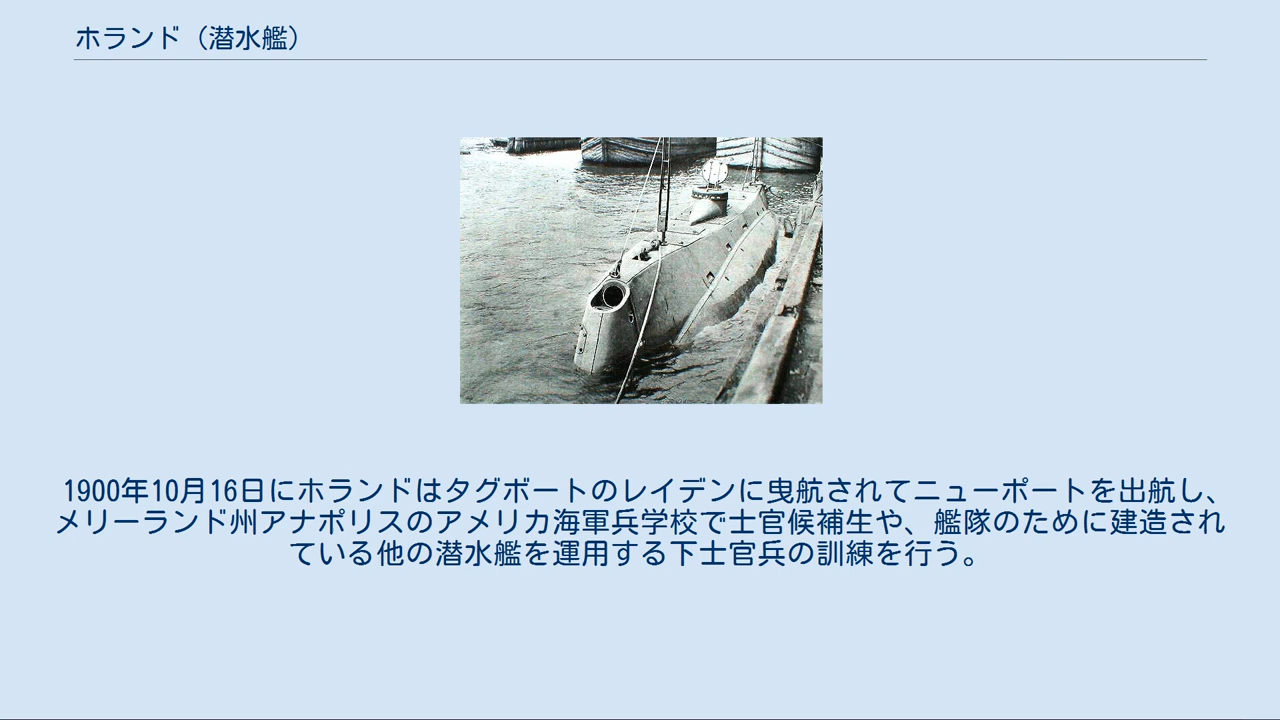 ホランド（潜水艦）
1900年10月16日にホランドはタグボートのレイデンに曳航されてニューポートを出航し、
メリーランド州アナポリスのアメリカ海軍兵学校で士官候補生や、艦隊のために建造され
ている他の潜水艦を運用する下士官兵の訓練を行う。